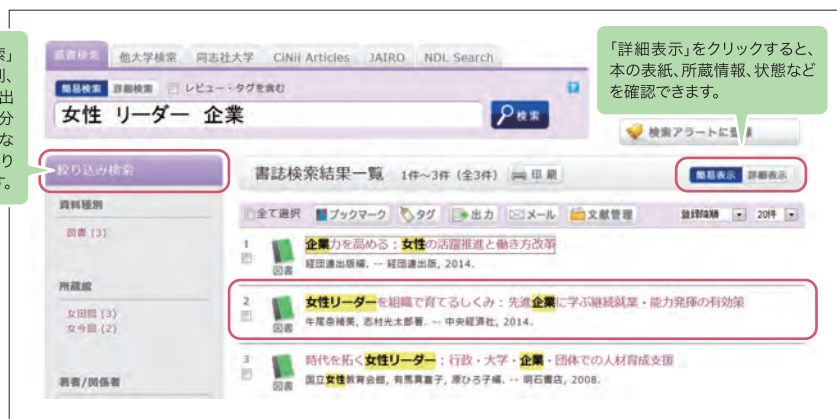 索」
別、
出
分
な
り
す。
「詳細表示」をクリックすると、
本の表紙、所蔵情報、状態など
を確認できます。
蔵書検索 他大学検索 同志社大学 CiNii Articles JAIRO NDL Search
簡易検索 詳細検索 レビュー・タグを含む
女性 リーダー 企業
検索
検索アラートに登録
絞り込み検索
書誌検索結果一覧 1件~3件 (全3件) 印刷
簡易表示 詳細表示
資料種別
図書 (3)
全て選択 ブックマーク タグ 出力 メール 文献管理 登録降順 20件
所蔵館
女田図 (3)
女今図 (2)
著者/関係者
1
図書
企業力を高める : 女性の活躍推進と働き方改革
経団連出版編. -- 経団連出版, 2014.
2
図書
女性リーダーを組織で育てるしくみ : 先進企業に学ぶ継続就業・能力発揮の有効策
牛尾奈緒美, 志村光太郎著. -- 中央経済社, 2014.
3
図書
時代を拓く女性リーダー : 行政・大学・企業・団体での人材育成支援
国立女性教育会館, 有馬真喜子, 原ひろ子編. -- 明石書店, 2008.